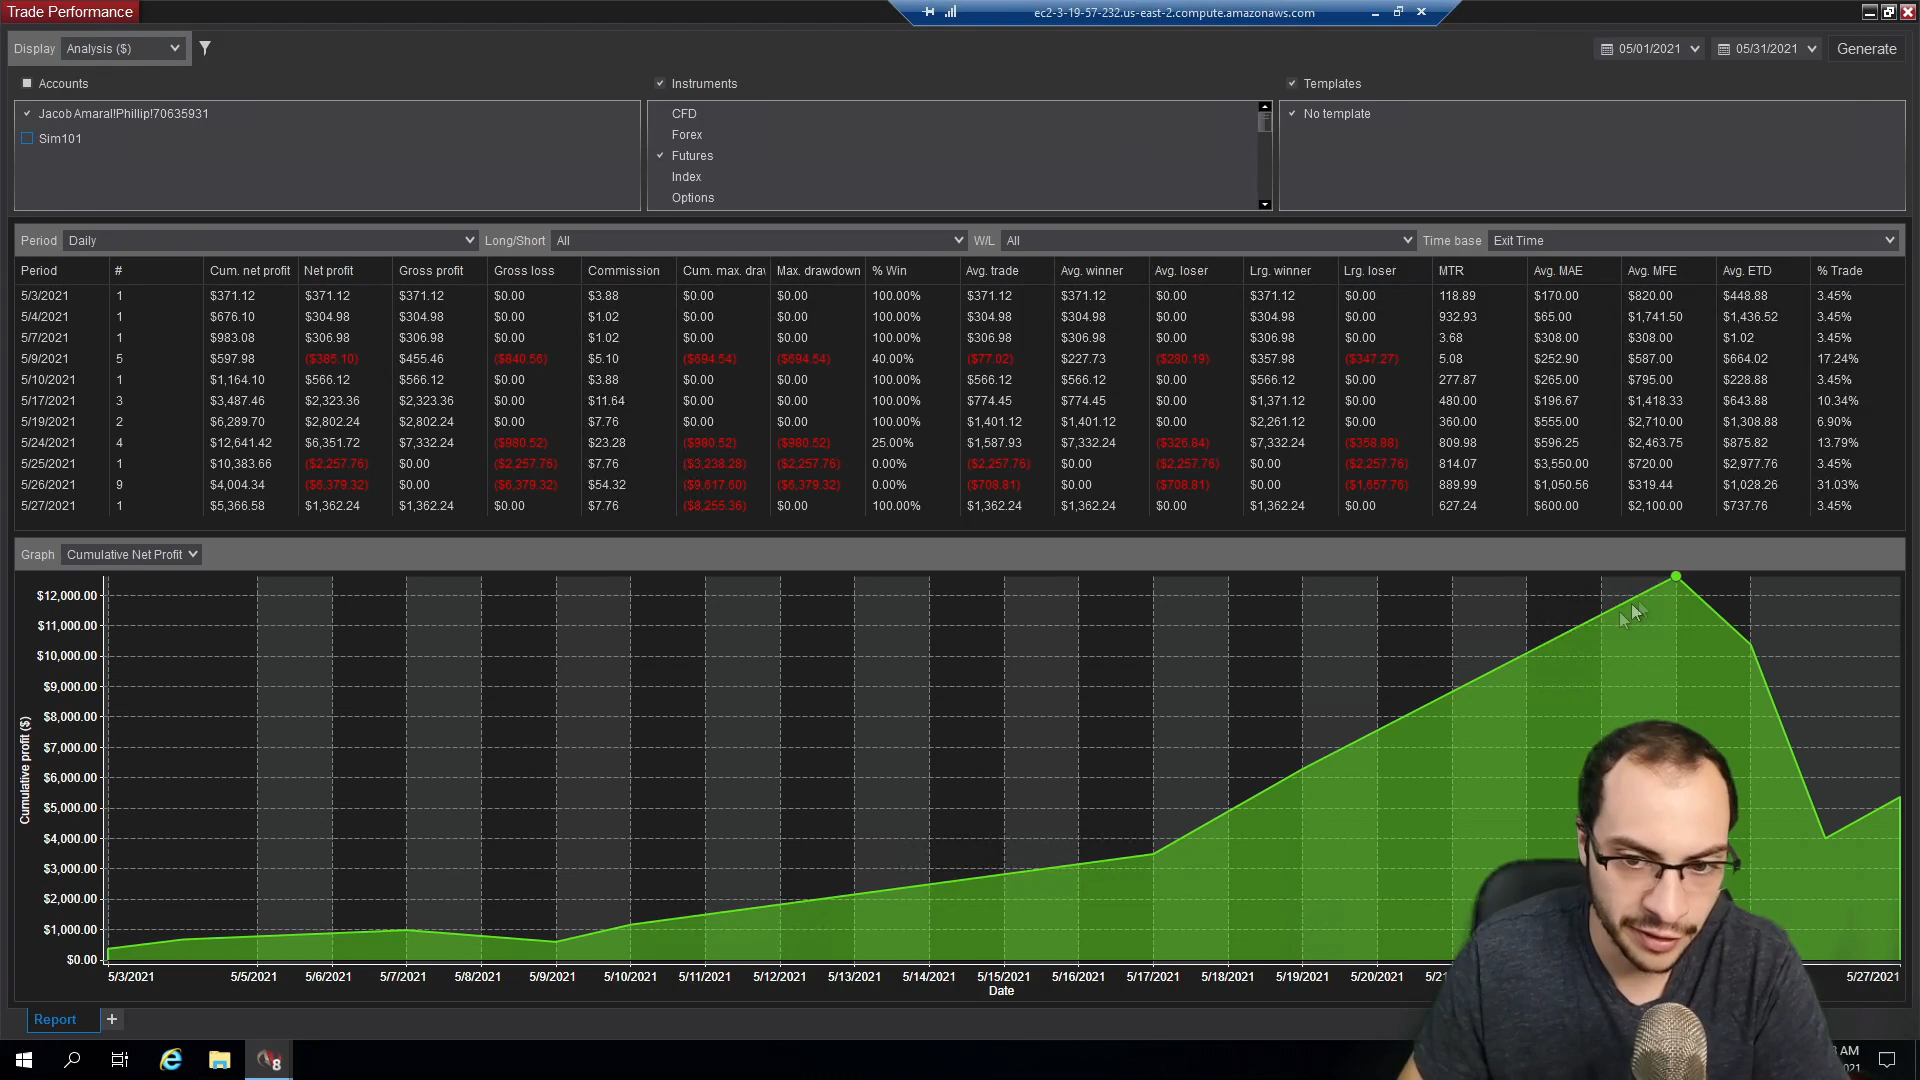 Trade Performance
ec2-3-19-57-232.us-east-2.compute.amazonaws.com
Display Analysis ($)
05/01/2021 05/31/2021 Generate
Accounts
Jacob Amaral!Phillip!70635931
Sim101
Instruments
CFD
Forex
Futures
Index
Options
Templates
No template
Period Daily Long/Short All W/L All Time base Exit Time
Period # Cum. net profit Net profit Gross profit Gross loss Commission Cum. max. drav Max. drawdown % Win Avg. trade Avg. winner Avg. loser Lrg. winner Lrg. loser MTR Avg. MAE Avg. MFE Avg. ETD % Trade
5/3/2021 1 $371.12 $371.12 $371.12 $0.00 $3.88 $0.00 $0.00 100.00% $371.12 $371.12 $0.00 $371.12 $0.00 118.89 $170.00 $820.00 $448.88 3.45%
5/4/2021 1 $676.10 $304.98 $304.98 $0.00 $1.02 $0.00 $0.00 100.00% $304.98 $304.98 $0.00 $304.98 $0.00 932.93 $65.00 $1,741.50 $1,436.52 3.45%
5/7/2021 1 $983.08 $306.98 $306.98 $0.00 $1.02 $0.00 $0.00 100.00% $306.98 $306.98 $0.00 $306.98 $0.00 3.68 $308.00 $308.00 $1.02 3.45%
5/9/2021 5 $597.98 ($385.10) $455.46 ($840.56) $5.10 ($694.54) ($694.54) 40.00% ($77.02) $227.73 ($280.19) $357.98 ($347.27) 5.08 $252.90 $587.00 $664.02 17.24%
5/10/2021 1 $1,164.10 $566.12 $566.12 $0.00 $3.88 $0.00 $0.00 100.00% $566.12 $566.12 $0.00 $566.12 $0.00 277.87 $265.00 $795.00 $228.88 3.45%
5/17/2021 3 $3,487.46 $2,323.36 $2,323.36 $0.00 $11.64 $0.00 $0.00 100.00% $774.45 $774.45 $0.00 $1,371.12 $0.00 480.00 $196.67 $1,418.33 $643.88 10.34%
5/19/2021 2 $6,289.70 $2,802.24 $2,802.24 $0.00 $7.76 $0.00 $0.00 100.00% $1,401.12 $1,401.12 $0.00 $2,261.12 $0.00 360.00 $555.00 $2,710.00 $1,308.88 6.90%
5/24/2021 4 $12,641.42 $6,351.72 $7,332.24 ($980.52) $23.28 ($980.52) ($980.52) 25.00% $1,587.93 $7,332.24 ($326.84) $7,332.24 ($358.88) 809.98 $596.25 $2,463.75 $875.82 13.79%
5/25/2021 1 $10,383.66 ($2,257.76) $0.00 ($2,257.76) $7.76 ($3,238.28) ($2,257.76) 0.00% ($2,257.76) $0.00 ($2,257.76) $0.00 ($2,257.76) 814.07 $3,550.00 $720.00 $2,977.76 3.45%
5/26/2021 9 $4,004.34 ($6,379.32) $0.00 ($6,379.32) $54.32 ($9,617.60) ($6,379.32) 0.00% ($708.81) $0.00 ($708.81) $0.00 ($1,657.76) 889.99 $1,050.56 $319.44 $1,028.26 31.03%
5/27/2021 1 $5,366.58 $1,362.24 $1,362.24 $0.00 $7.76 ($8,255.36) $0.00 100.00% $1,362.24 $1,362.24 $0.00 $1,362.24 $0.00 627.24 $600.00 $2,100.00 $737.76 3.45%
Graph Cumulative Net Profit
$12,000.00
$11,000.00
$10,000.00
$9,000.00
$8,000.00
$7,000.00
$6,000.00
$5,000.00
$4,000.00
$3,000.00
$2,000.00
$1,000.00
$0.00
Cumulative profit ($)
5/3/2021 5/5/2021 5/6/2021 5/7/2021 5/8/2021 5/9/2021 5/10/2021 5/11/2021 5/12/2021 5/13/2021 5/14/2021 5/15/2021 5/16/2021 5/17/2021 5/18/2021 5/19/2021 5/20/2021 5/21 5/27/2021
Date
Report +
8
AM
021